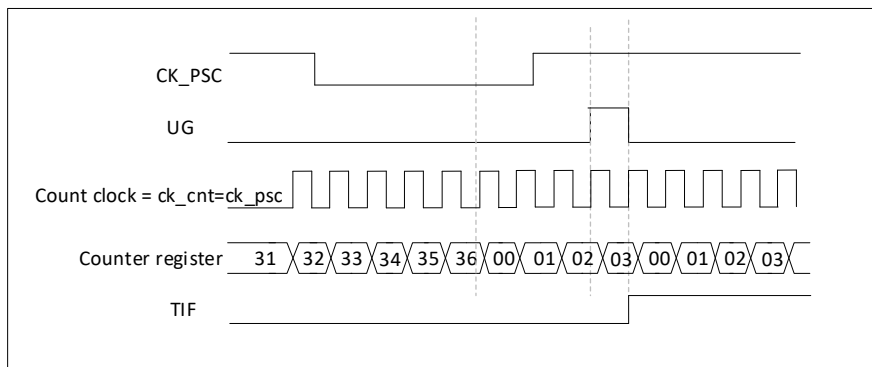 CK_PSC
UG
Count clock = ck_cnt=ck_psc
Counter register 31 32 33 34 35 36 00 01 02 03 00 01 02 03
TIF